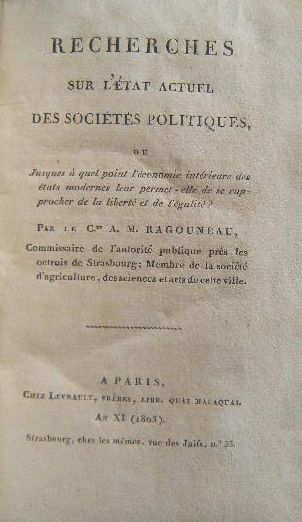 RECHERCHES
SUR L'ÉTAT ACTUEL
DES SOCIÉTÉS POLITIQUES,
OU
Jusques à quel point l'économie intérieure des
états modernes leur permet-elle de se rap-
procher de la liberté et de l'égalité?
PAR LE C.en A. M. RAGOUNEAU,
Commissaire de l'autorité publique près les
octrois de Strasbourg; Membre de la société
d'agriculture, des sciences et arts de cette ville.
A PARIS,
CHEZ LEVRAULT, FRÈRES, LIBR. QUAI MALAQUAI.
AN XI (1803.)
Strasbourg, chez les mêmes, rue des Juifs, n.° 33.